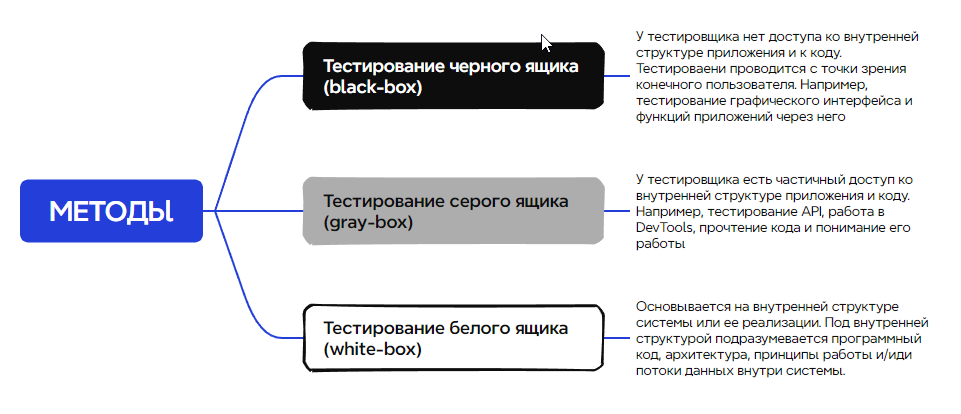 МЕТОДЫ
Тестирование черного ящика
(black-box)
У тестировщика нет доступа ко внутренней
структуре приложения и к коду.
Тестироваени проводится с точки зрения
конечного пользователя. Например,
тестирование графического интерфейса и
функций приложений через него
Тестирование серого ящика
(gray-box)
У тестировщика есть частичный доступ ко
внутренней структуре приложения и коду.
Например, тестирование API, работа в
DevTools, прочтение кода и понимание его
работы
Тестирование белого ящика
(white-box)
Основывается на внутренней структуре
системы или ее реализации. Под внутренней
структурой подразумевается программный
код, архитектура, принципы работы и/иди
потоки данных внутри системы.